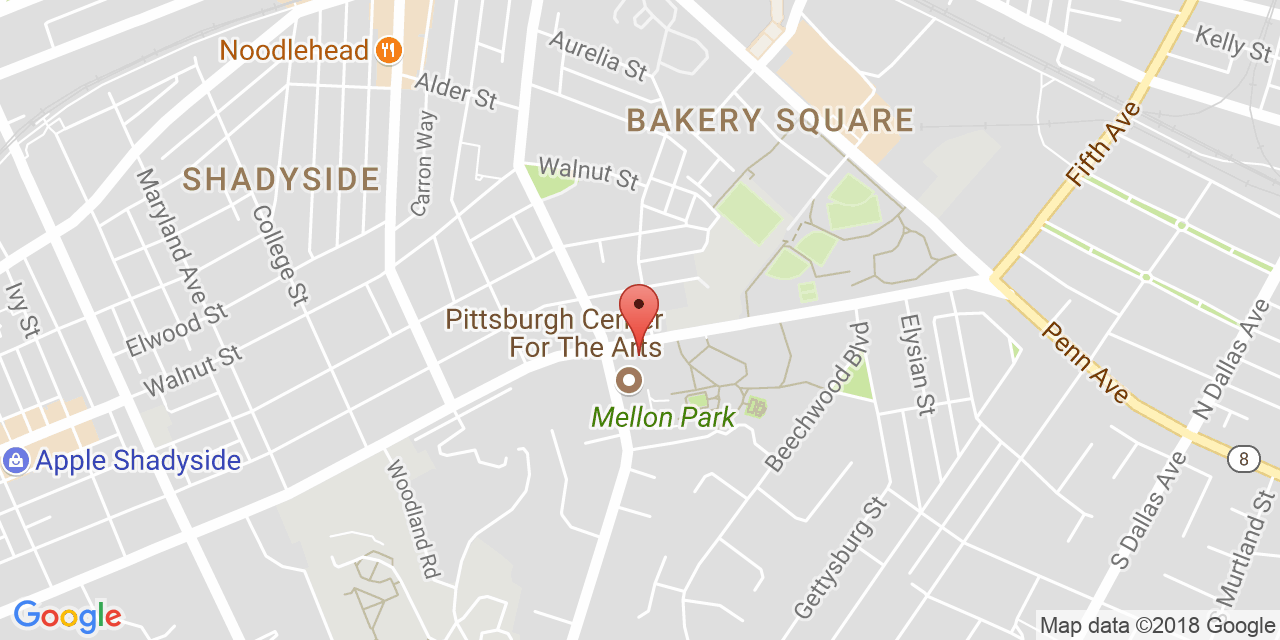 Noodlehead
Aurelia St
Kelly St
Alder St
BAKERY SQUARE
Fifth Ave
Carron Way
Walnut St
SHADYSIDE
Maryland Ave
College St
Ivy St
Elwood St
Pittsburgh Center
For The Arts
Walnut St
Beechwood Blvd
Elysian St
Penn Ave
N Dallas Ave
Mellon Park
Apple Shadyside
8
Woodland Rd
Gettysburg St
S Dallas Ave
S Murtland St
Google
Map data ©2018 Google